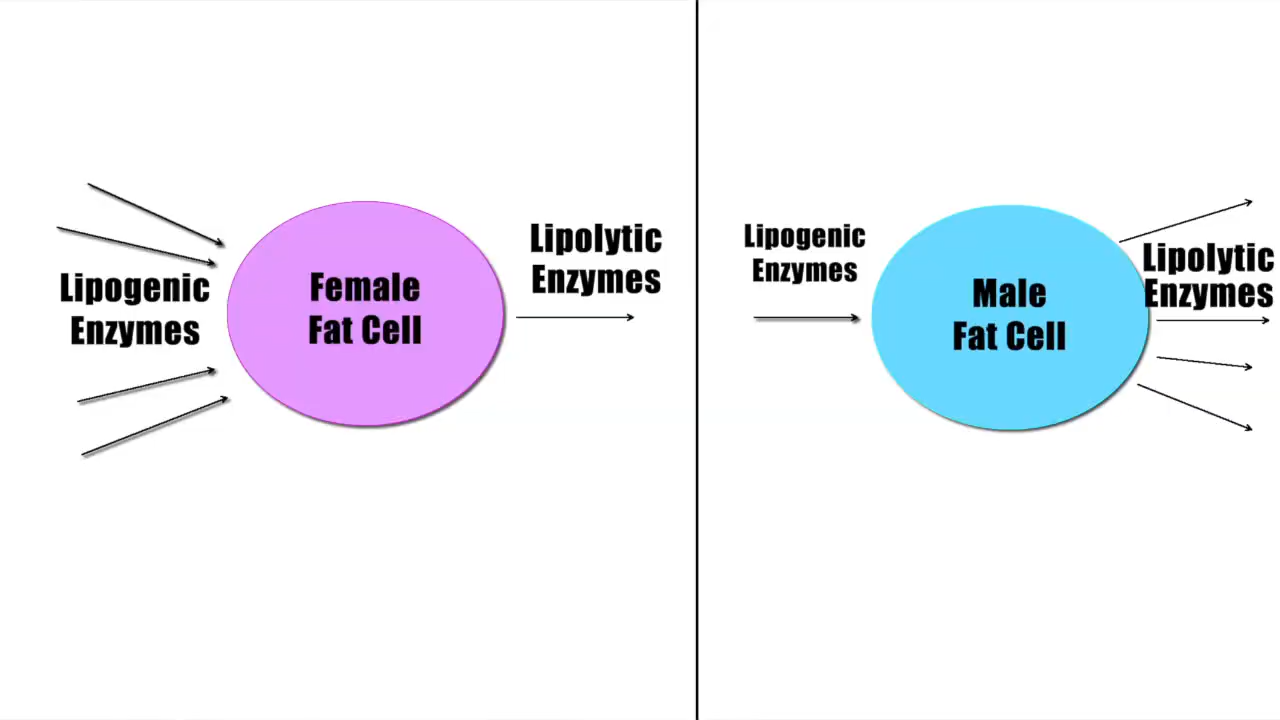 Lipogenic
Enzymes
Female
Fat Cell
Lipolytic
Enzymes
Lipogenic
Enzymes
Male
Fat Cell
Lipolytic
Enzymes